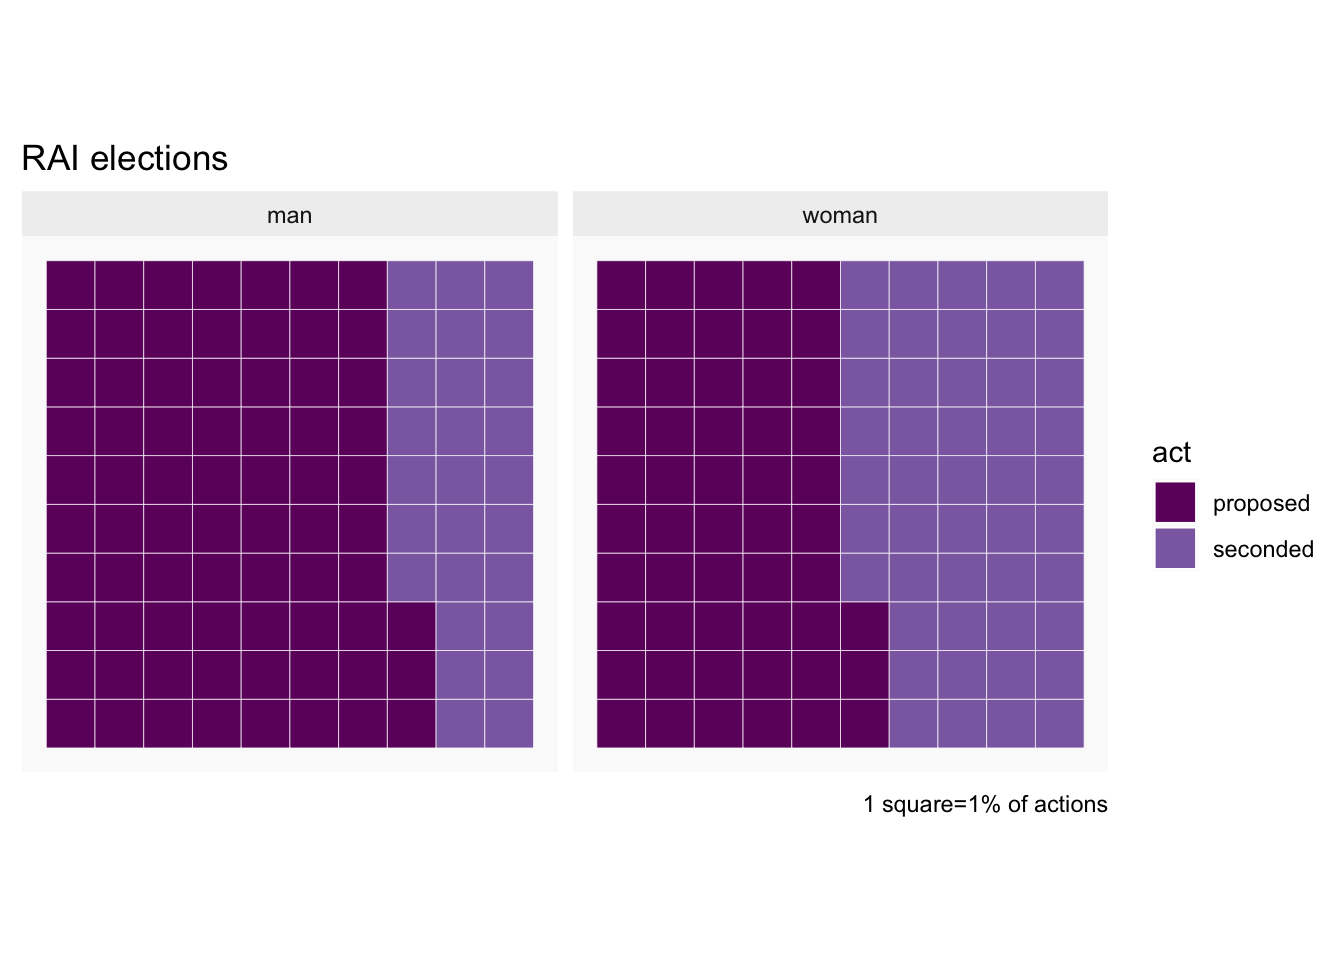 RAI elections
man
woman
act
proposed
seconded
1 square=1% of actions